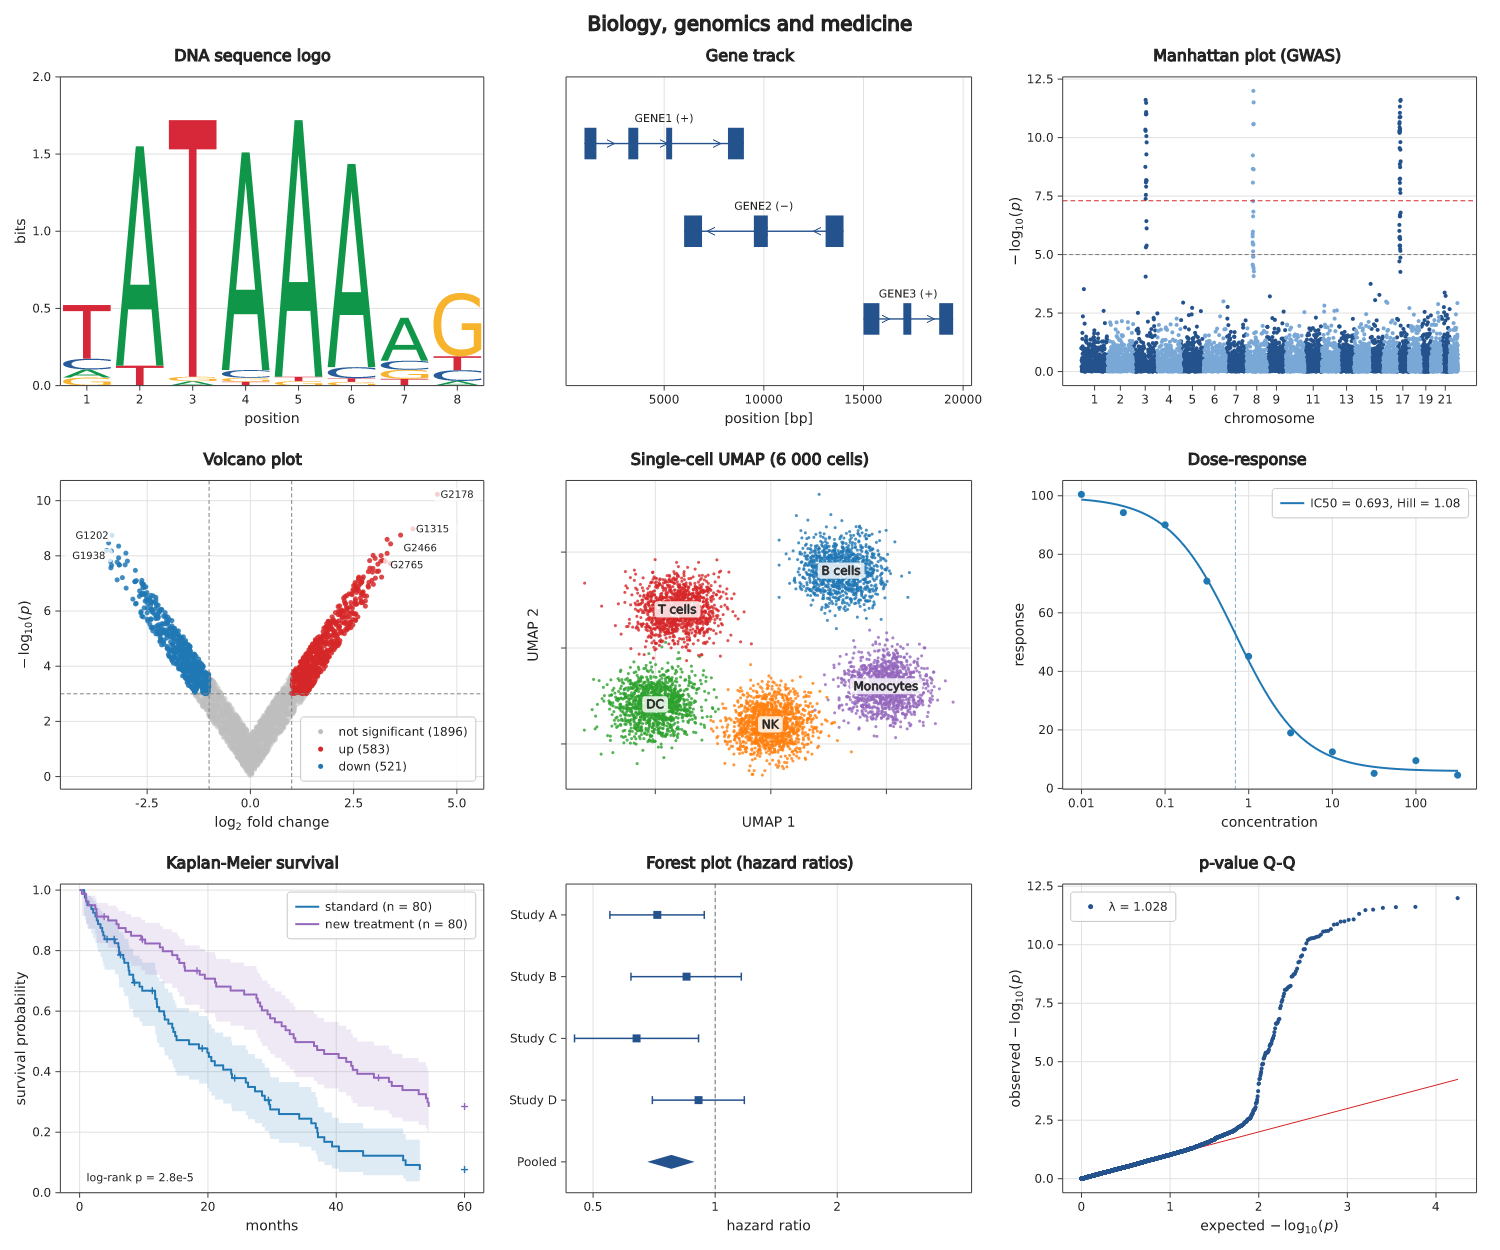 Biology, genomics and medicine
DNA sequence logo
2.0
1.5
1.0
0.5
0.0
bits
T A T A A A A G
C T C C C C T
A G G T G C G C
G A T G T T A
1 2 3 4 5 6 7 8
position
Gene track
GENE1 (+)
GENE2 (−)
GENE3 (+)
5000 10000 15000 20000
position [bp]
Manhattan plot (GWAS)
12.5
10.0
7.5
5.0
2.5
0.0
−log10(p)
1 2 3 4 5 6 7 8 9 11 13 15 17 19 21
chromosome
Volcano plot
10
8
6
4
2
0
−log10(p)
G2178
G1315
G1202
G2466
G1938
G2765
not significant (1896)
up (583)
down (521)
-2.5 0.0 2.5 5.0
log2 fold change
Single-cell UMAP (6 000 cells)
UMAP 2
B cells
T cells
Monocytes
DC
NK
UMAP 1
Dose-response
100
80
60
40
20
0
response
IC50 = 0.693, Hill = 1.08
0.01 0.1 1 10 100
concentration
Kaplan-Meier survival
1.0
0.8
0.6
0.4
0.2
0.0
survival probability
standard (n = 80)
new treatment (n = 80)
log-rank p = 2.8e-5
0 20 40 60
months
Forest plot (hazard ratios)
Study A
Study B
Study C
Study D
Pooled
0.5 1 2
hazard ratio
p-value Q-Q
12.5
10.0
7.5
5.0
2.5
0.0
observed −log10(p)
λ = 1.028
0 1 2 3 4
expected −log10(p)